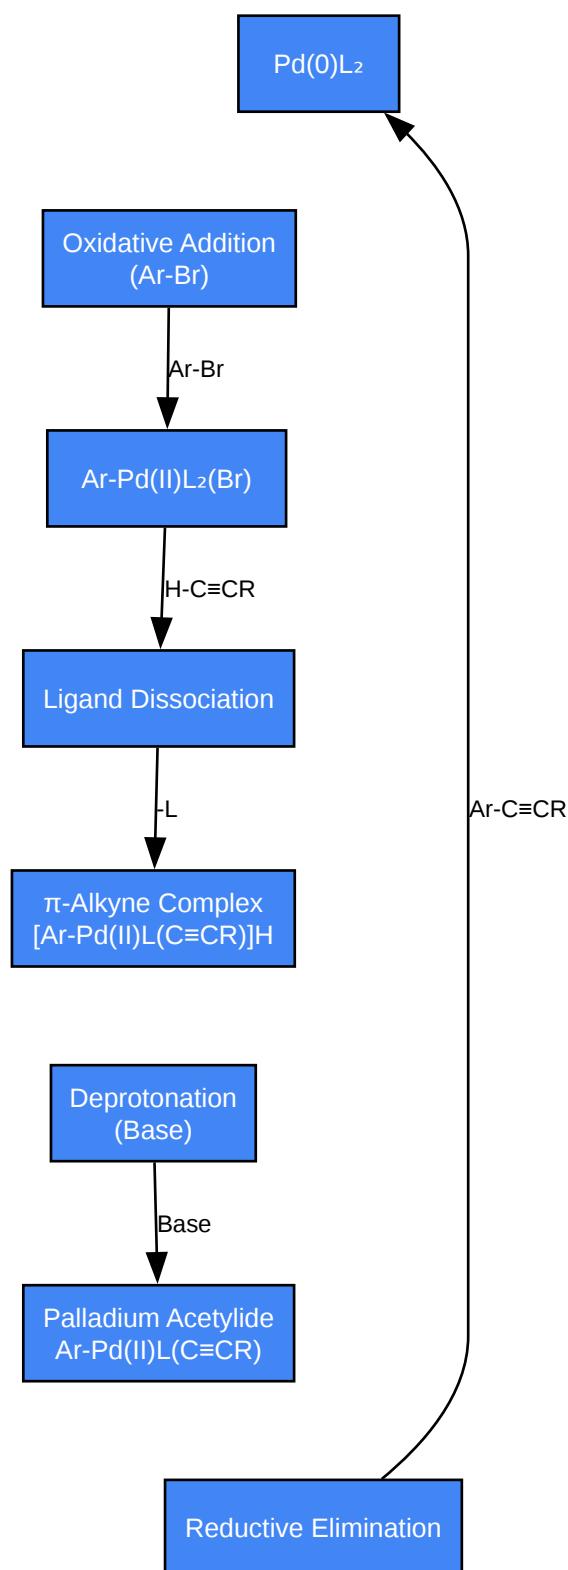 Pd(0)L₂
Oxidative Addition
(Ar-Br)
Ar-Br
Ar-Pd(II)L₂(Br)
H-C≡CR
Ligand Dissociation
-L
Ar-C≡CR
π-Alkyne Complex
[Ar-Pd(II)L(C≡CR)]H
Deprotonation
(Base)
Base
Palladium Acetylide
Ar-Pd(II)L(C≡CR)
Reductive Elimination